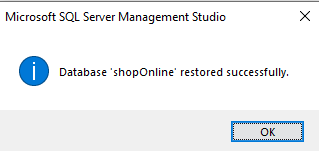 Microsoft SQL Server Management Studio
Database 'shopOnline' restored successfully.
OK